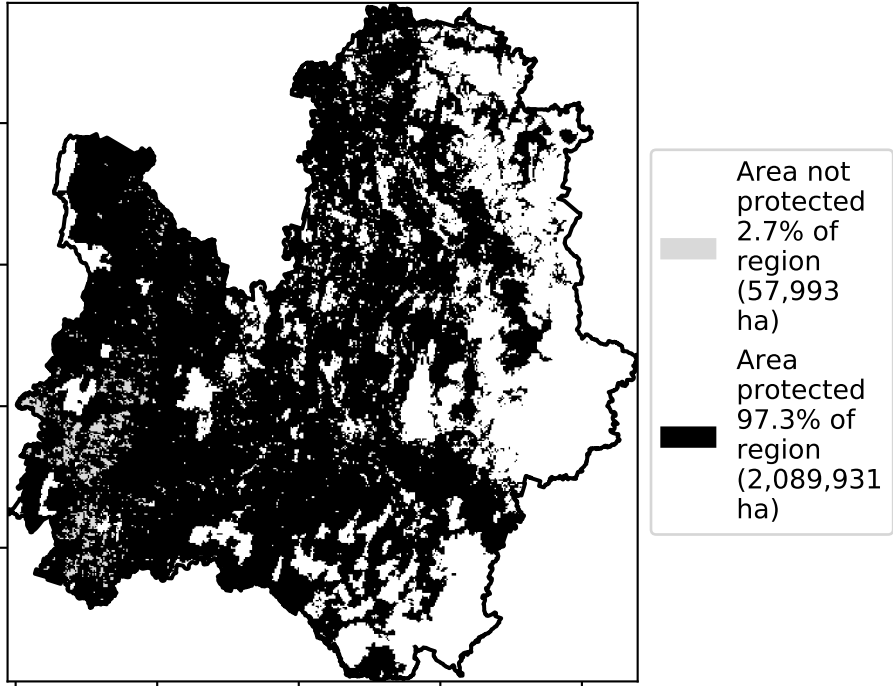 Area not
protected
2.7% of
region
(57,993
ha)
Area
protected
97.3% of
region
(2,089,931
ha)